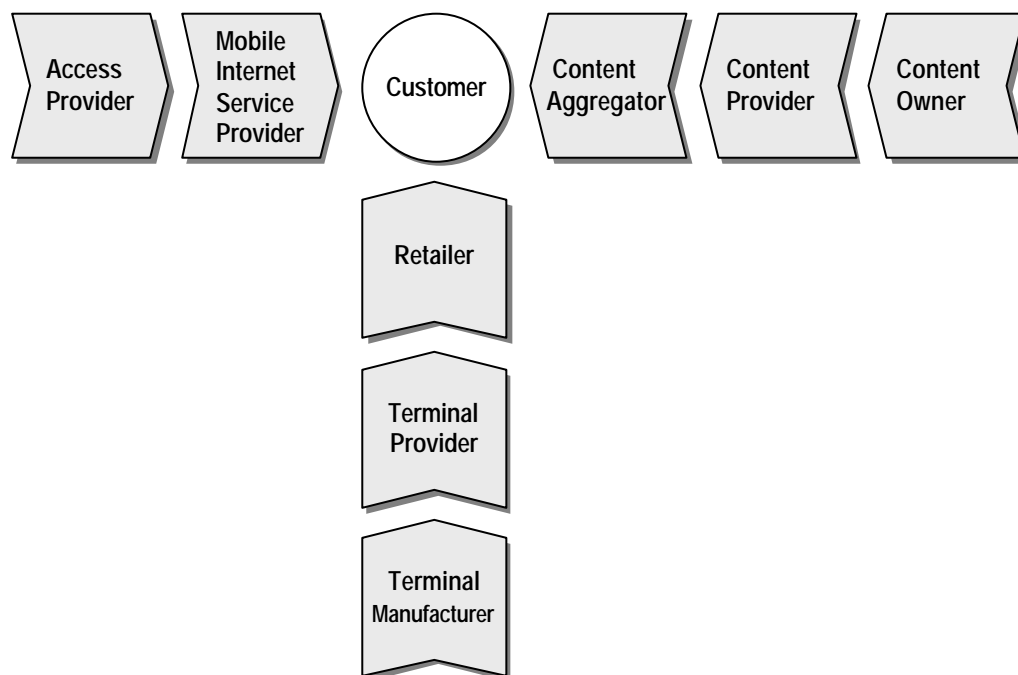 Access
Provider
Mobile
Internet
Service
Provider
Customer
Content
Aggregator
Content
Provider
Content
Owner
Retailer
Terminal
Provider
Terminal
Manufacturer